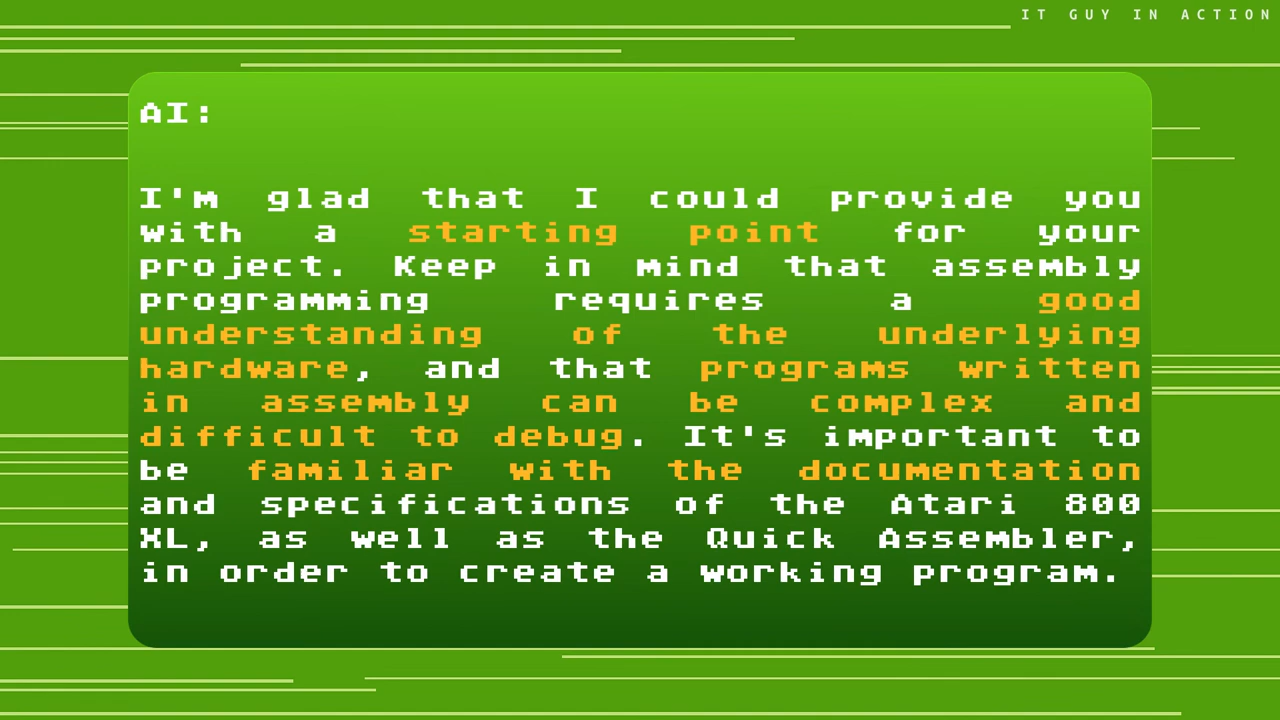 IT GUY IN ACTION
AI:
I'm glad that I could provide you
with a starting point for your
project. Keep in mind that assembly
programming requires a good
understanding of the underlying
hardware, and that programs written
in assembly can be complex and
difficult to debug. It's important to
be familiar with the documentation
and specifications of the Atari 800
XL, as well as the Quick Assembler,
in order to create a working program.